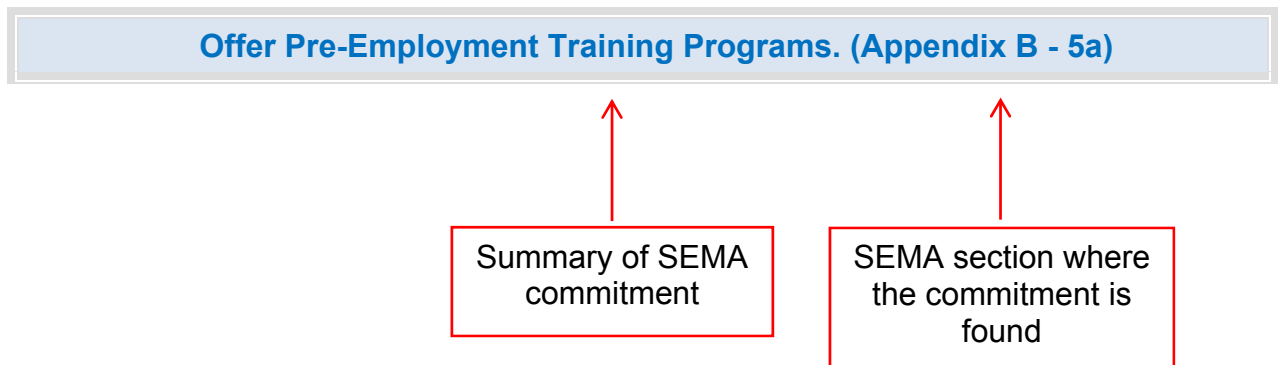 Offer Pre-Employment Training Programs. (Appendix B - 5a)
Summary of SEMA
commitment
SEMA section where
the commitment is
found